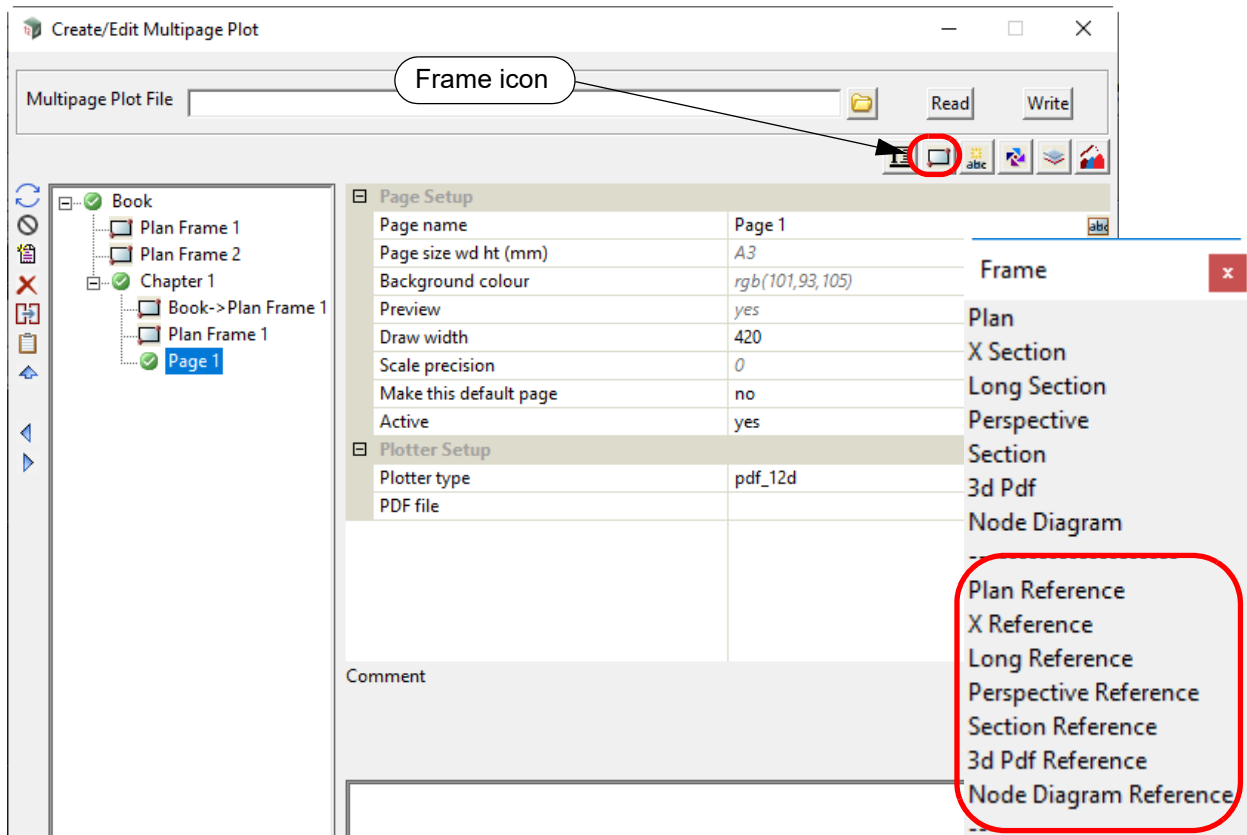 Create/Edit Multipage Plot
Frame icon
Multipage Plot File
Read
Write
abc
Book
Plan Frame 1
Plan Frame 2
Chapter 1
Book->Plan Frame 1
Plan Frame 1
Page 1
Page Setup
Page name Page 1
abc
Page size wd ht (mm) A3
Background colour rgb(101,93,105)
Preview yes
Draw width 420
Scale precision 0
Make this default page no
Active yes
Plotter Setup
Plotter type pdf_12d
PDF file
Comment
Frame
x
Plan
X Section
Long Section
Perspective
Section
3d Pdf
Node Diagram
Plan Reference
X Reference
Long Reference
Perspective Reference
Section Reference
3d Pdf Reference
Node Diagram Reference